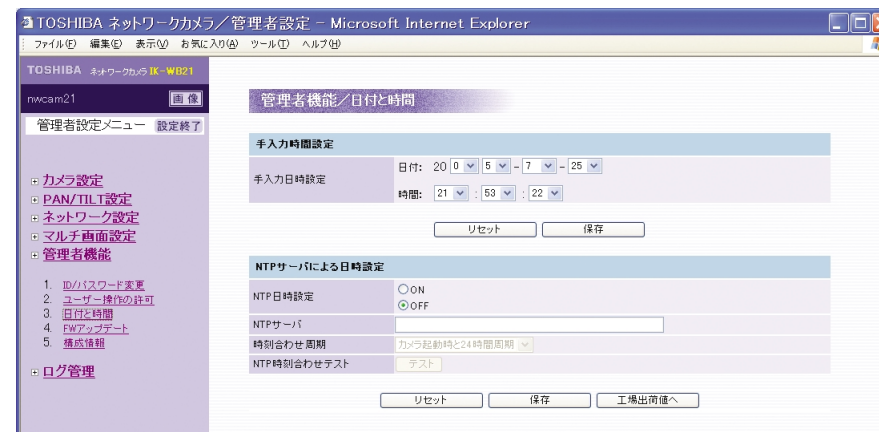 TOSHIBA ネットワークカメラ／管理者設定 - Microsoft Internet Explorer
ファイル(F) 編集(E) 表示(V) お気に入り(A) ツール(T) ヘルプ(H)
TOSHIBA ネットワークカメラ IK-WB21
nwcam21 画像
管理者設定メニュー 設定終了
カメラ設定
PAN/TILT設定
ネットワーク設定
マルチ画面設定
管理者機能
1. ID/パスワード変更
2. ユーザー操作の許可
3. 日付と時間
4. FWアップデート
5. 構成情報
ログ管理
管理者機能／日付と時間
手入力時間設定
手入力日時設定
日付: 20 0 5 - 7 - 25
時間: 21 : 53 : 22
リセット 保存
NTPサーバによる日時設定
NTP日時設定
ON
OFF
NTPサーバ
時刻合わせ周期 カメラ起動時と24時間周期
NTP時刻合わせテスト テスト
リセット 保存 工場出荷値へ